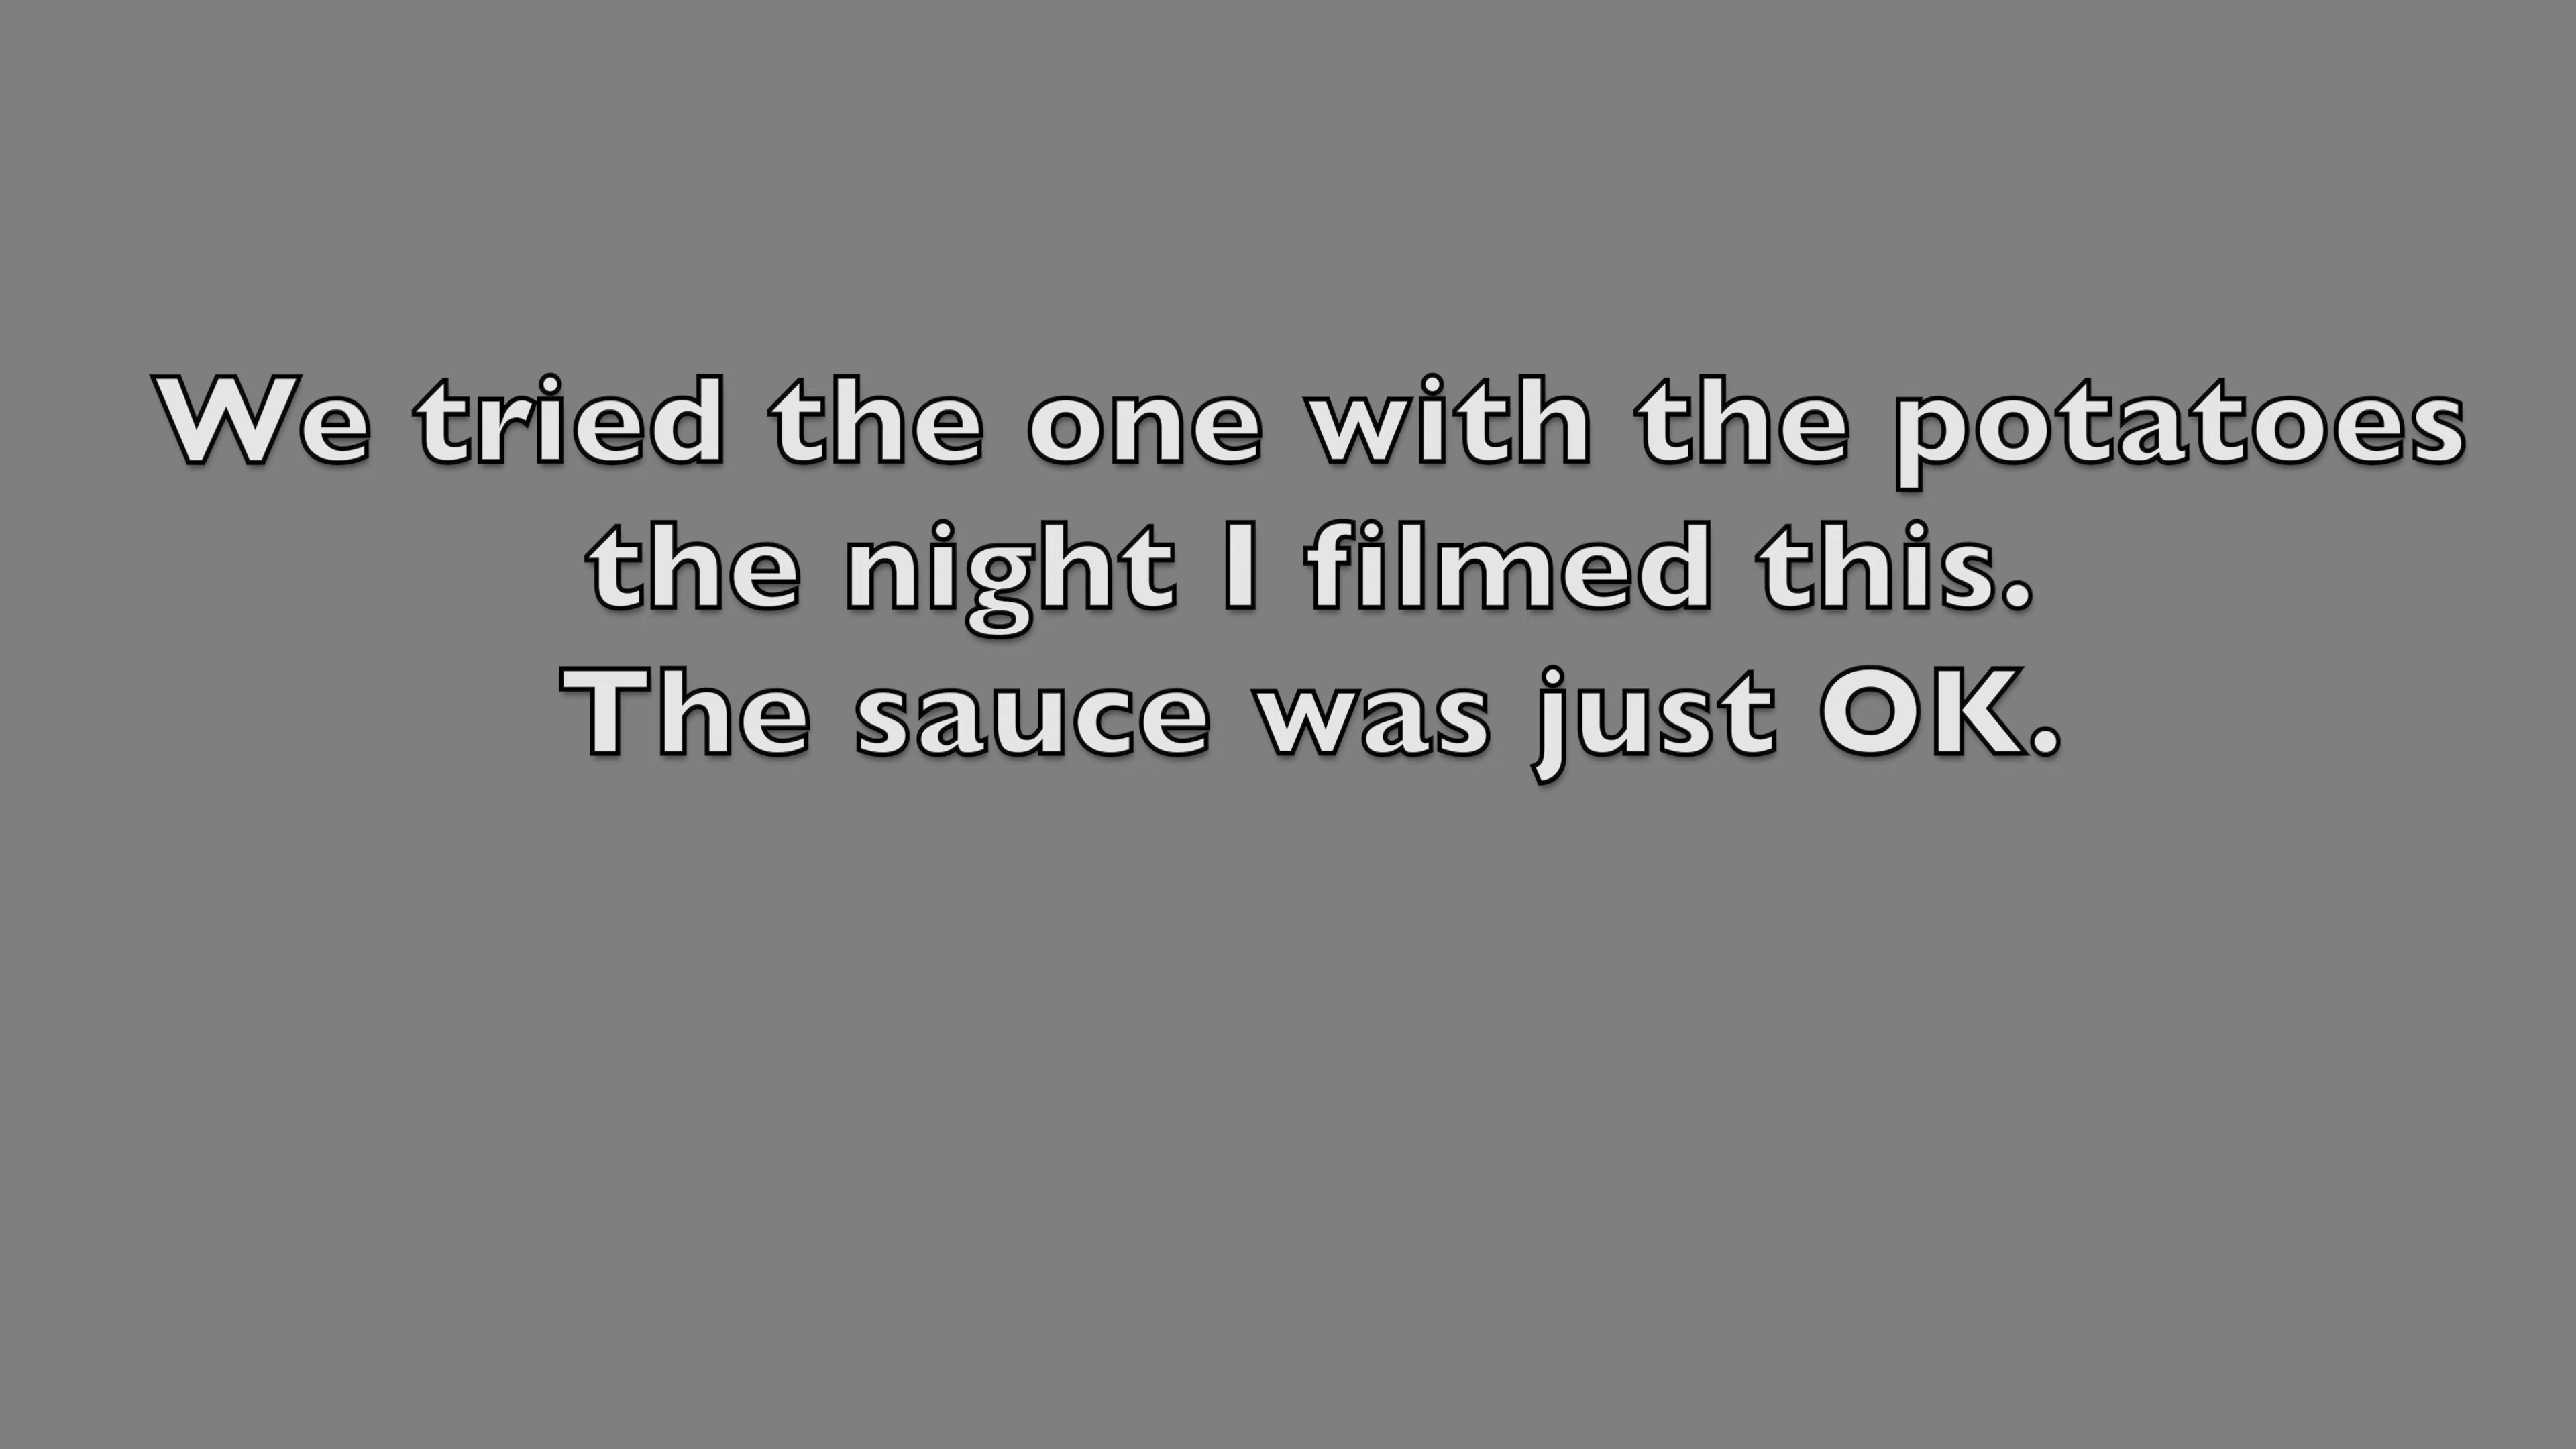 We tried the one with the potatoes
the night I filmed this.
The sauce was just OK.